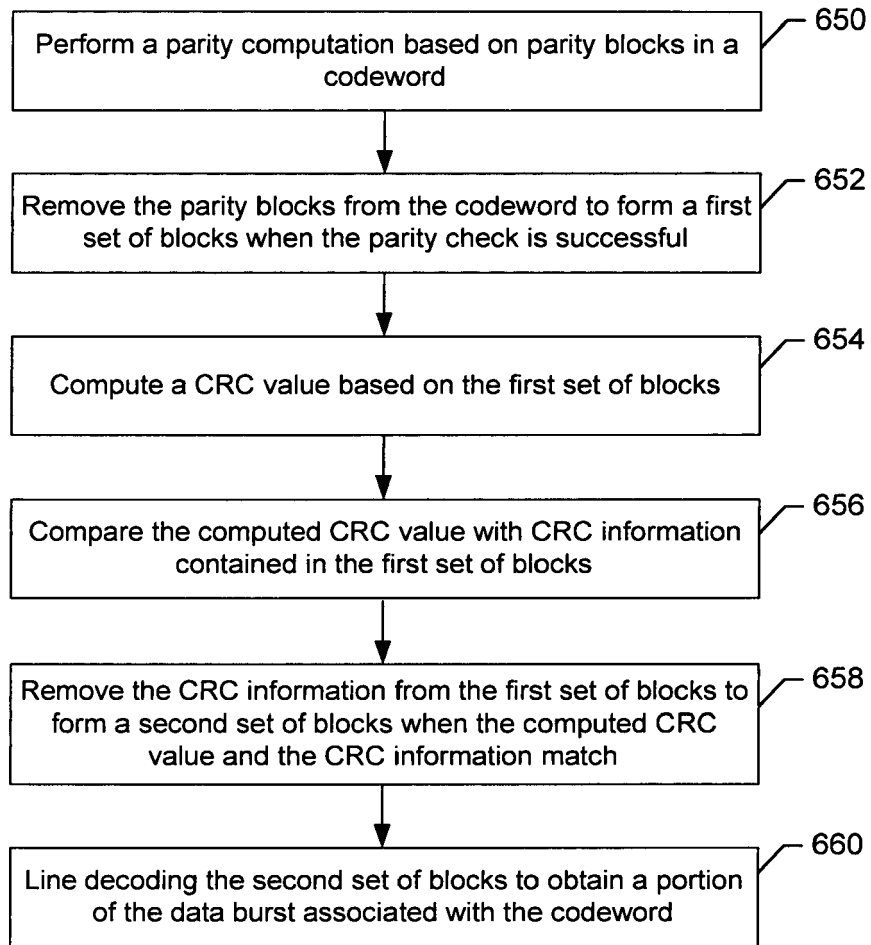 650
Perform a parity computation based on parity blocks in a
codeword
652
Remove the parity blocks from the codeword to form a first
set of blocks when the parity check is successful
654
Compute a CRC value based on the first set of blocks
656
Compare the computed CRC value with CRC information
contained in the first set of blocks
658
Remove the CRC information from the first set of blocks to
form a second set of blocks when the computed CRC
value and the CRC information match
660
Line decoding the second set of blocks to obtain a portion
of the data burst associated with the codeword